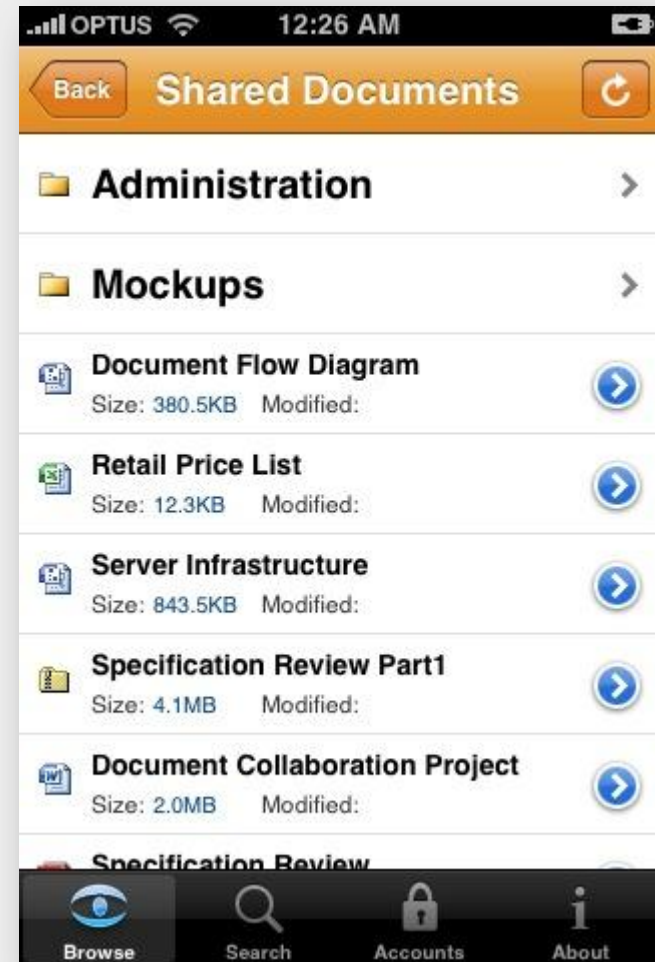 OPTUS 12:26 AM
Back Shared Documents
Administration
Mockups
Document Flow Diagram
Size: 380.5KB Modified:
Retail Price List
Size: 12.3KB Modified:
Server Infrastructure
Size: 843.5KB Modified:
Specification Review Part1
Size: 4.1MB Modified:
Document Collaboration Project
Size: 2.0MB Modified:
Specification Review
Browse Search Accounts About